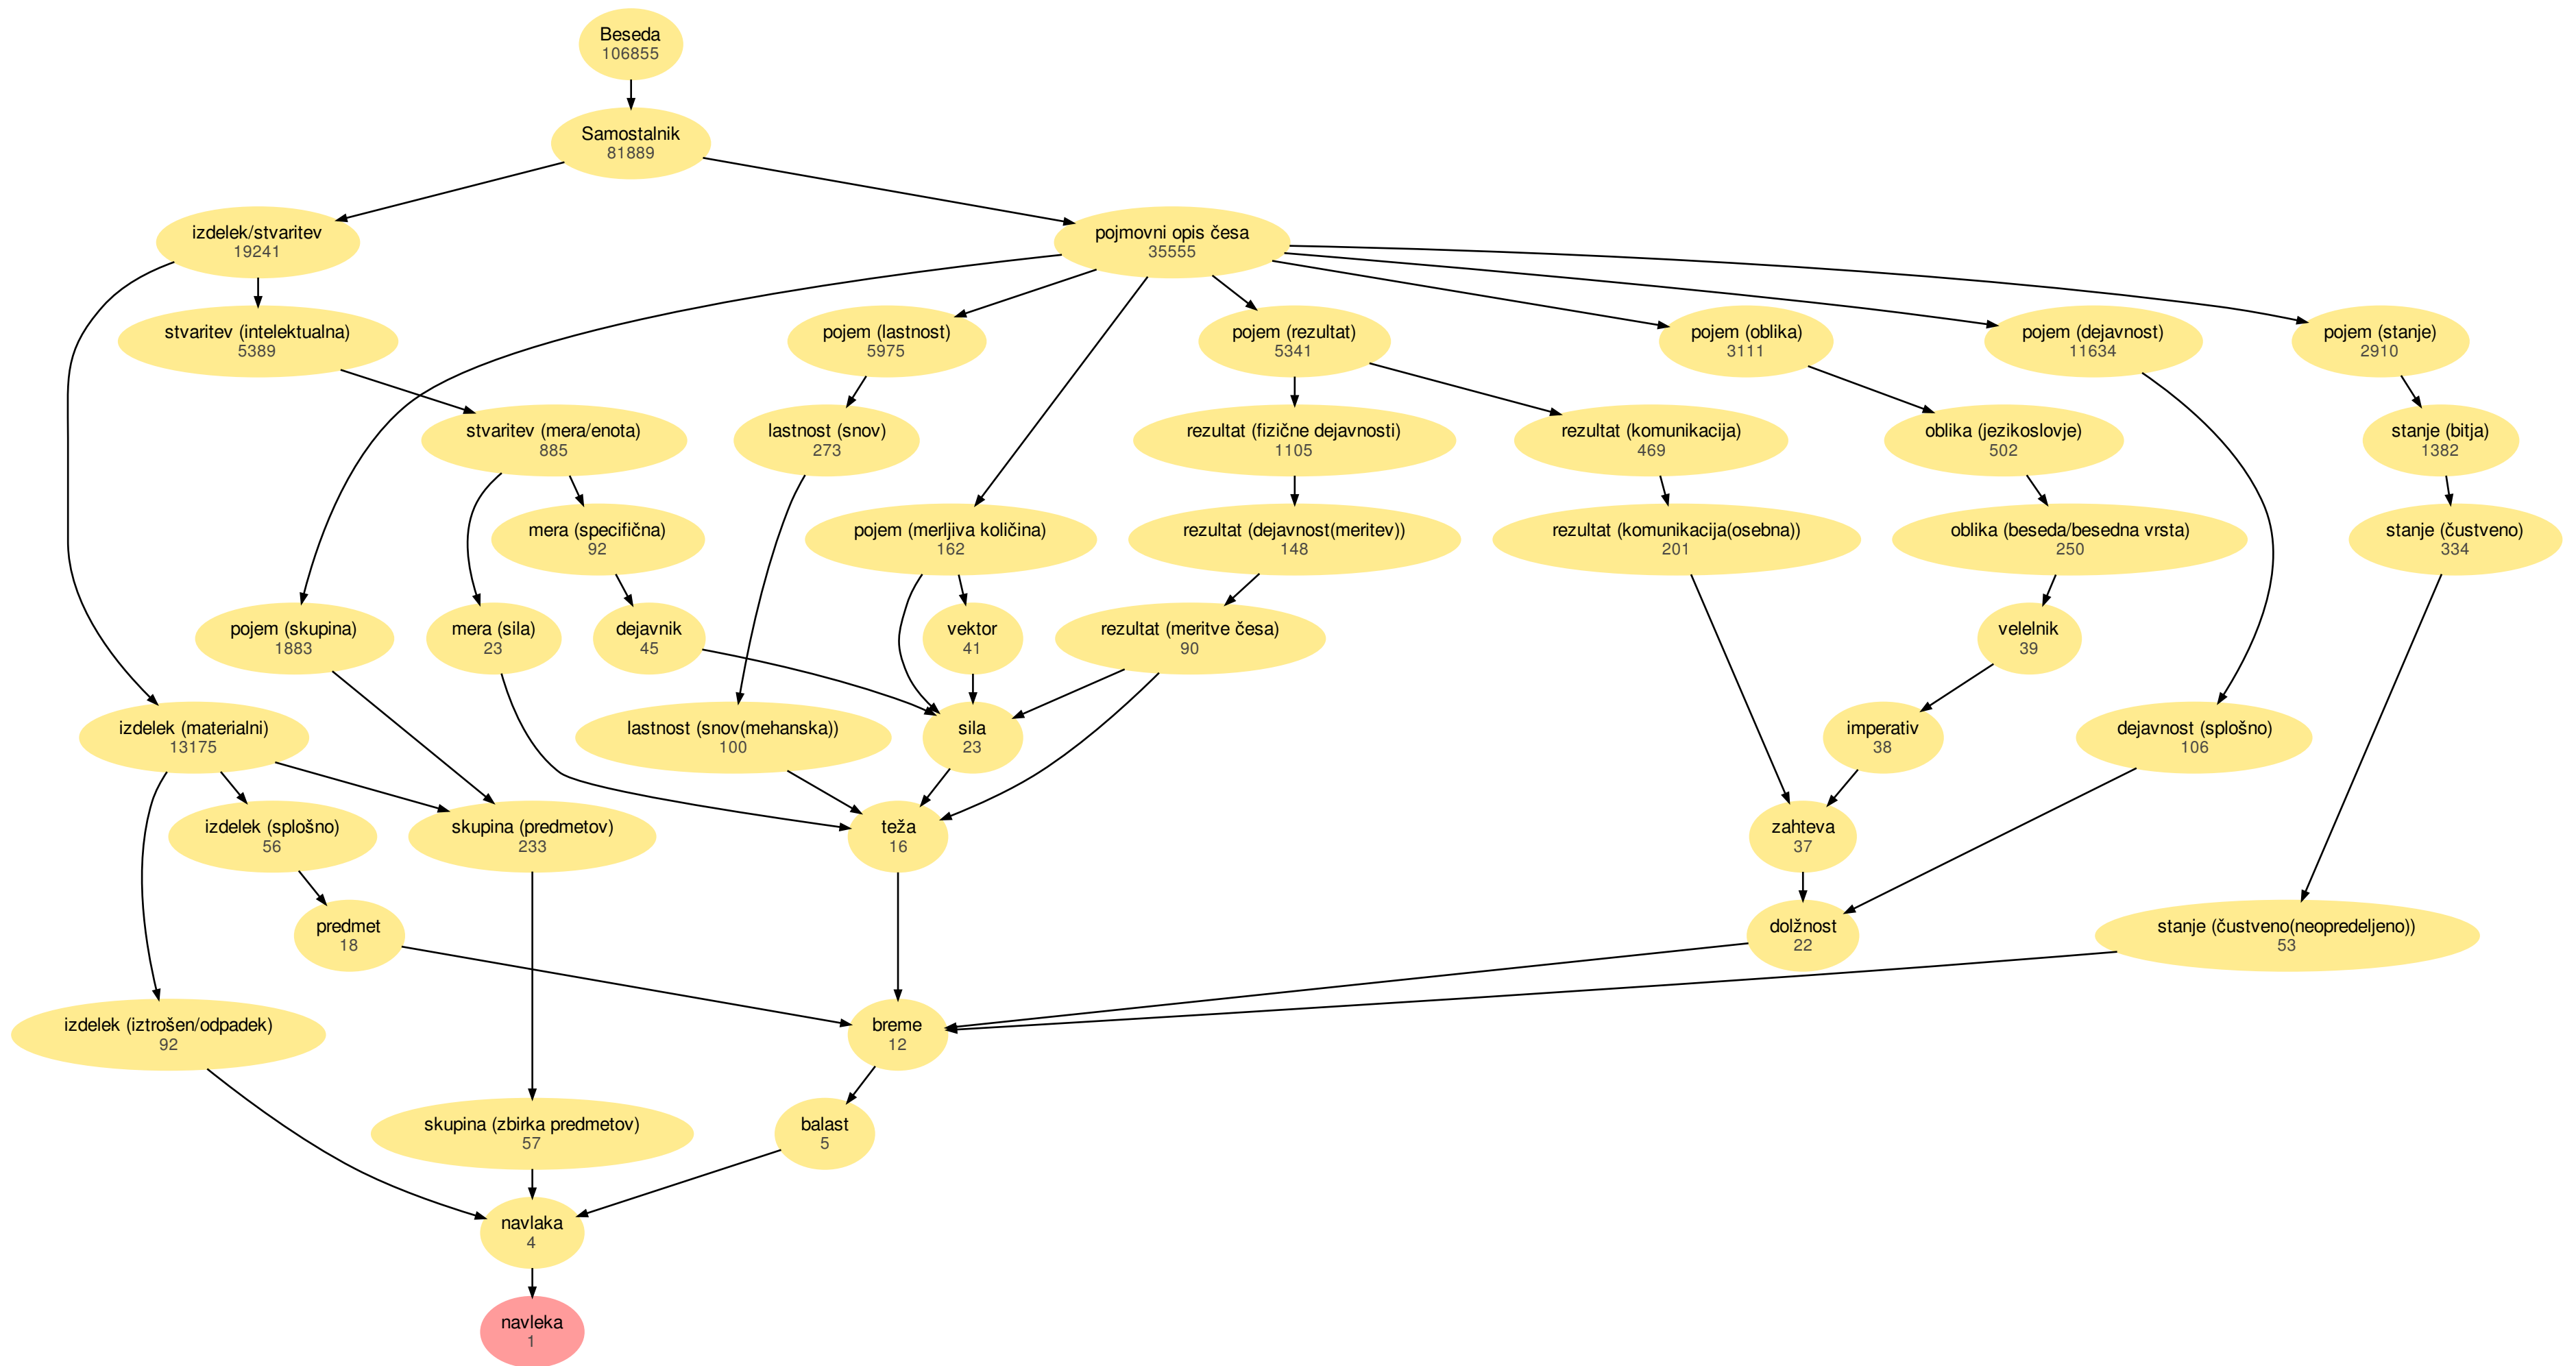 Beseda
106855
Samostalnik
81889
izdelek/stvaritev
19241
pojmovni opis česa
35555
stvaritev (intelektualna)
5389
pojem (lastnost)
5975
pojem (rezultat)
5341
pojem (oblika)
3111
pojem (dejavnost)
11634
pojem (stanje)
2910
stvaritev (mera/enota)
885
lastnost (snov)
273
rezultat (fizične dejavnosti)
1105
rezultat (komunikacija)
469
oblika (jezikoslovje)
502
stanje (bitja)
1382
mera (specifična)
92
pojem (merljiva količina)
162
rezultat (dejavnost(meritev))
148
rezultat (komunikacija(osebna))
201
oblika (beseda/besedna vrsta)
250
stanje (čustveno)
334
pojem (skupina)
1883
mera (sila)
23
dejavnik
45
vektor
41
rezultat (meritve česa)
90
velelnik
39
izdelek (materialni)
13175
lastnost (snov(mehanska))
100
sila
23
imperativ
38
dejavnost (splošno)
106
izdelek (splošno)
56
skupina (predmetov)
233
teža
16
zahteva
37
predmet
18
dolžnost
22
stanje (čustveno(neopredeljeno))
53
izdelek (iztrošen/odpadek)
92
breme
12
skupina (zbirka predmetov)
57
balast
5
navlaka
4
navleka
1